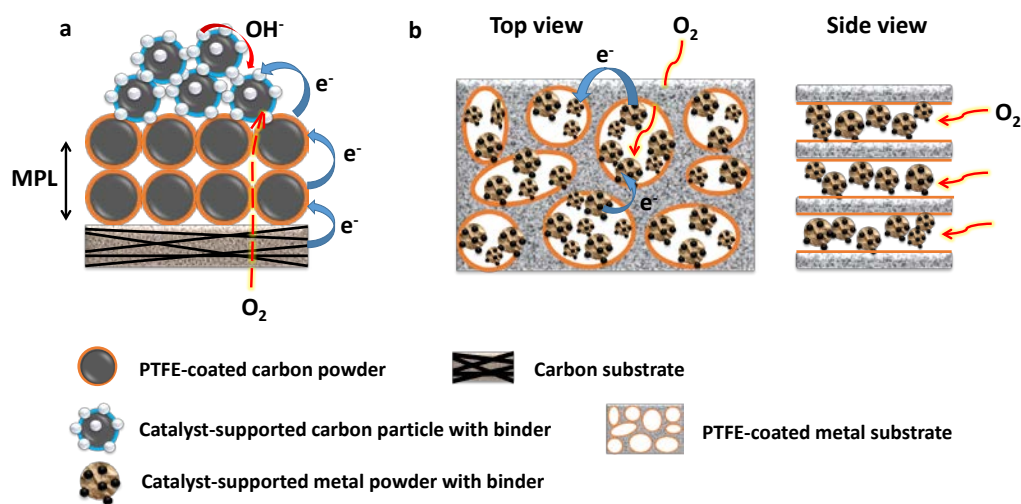 a
OH⁻
e⁻
e⁻
e⁻
MPL
O₂
b
Top view
O₂
e⁻
e⁻
Side view
O₂
PTFE-coated carbon powder
Carbon substrate
Catalyst-supported carbon particle with binder
PTFE-coated metal substrate
Catalyst-supported metal powder with binder